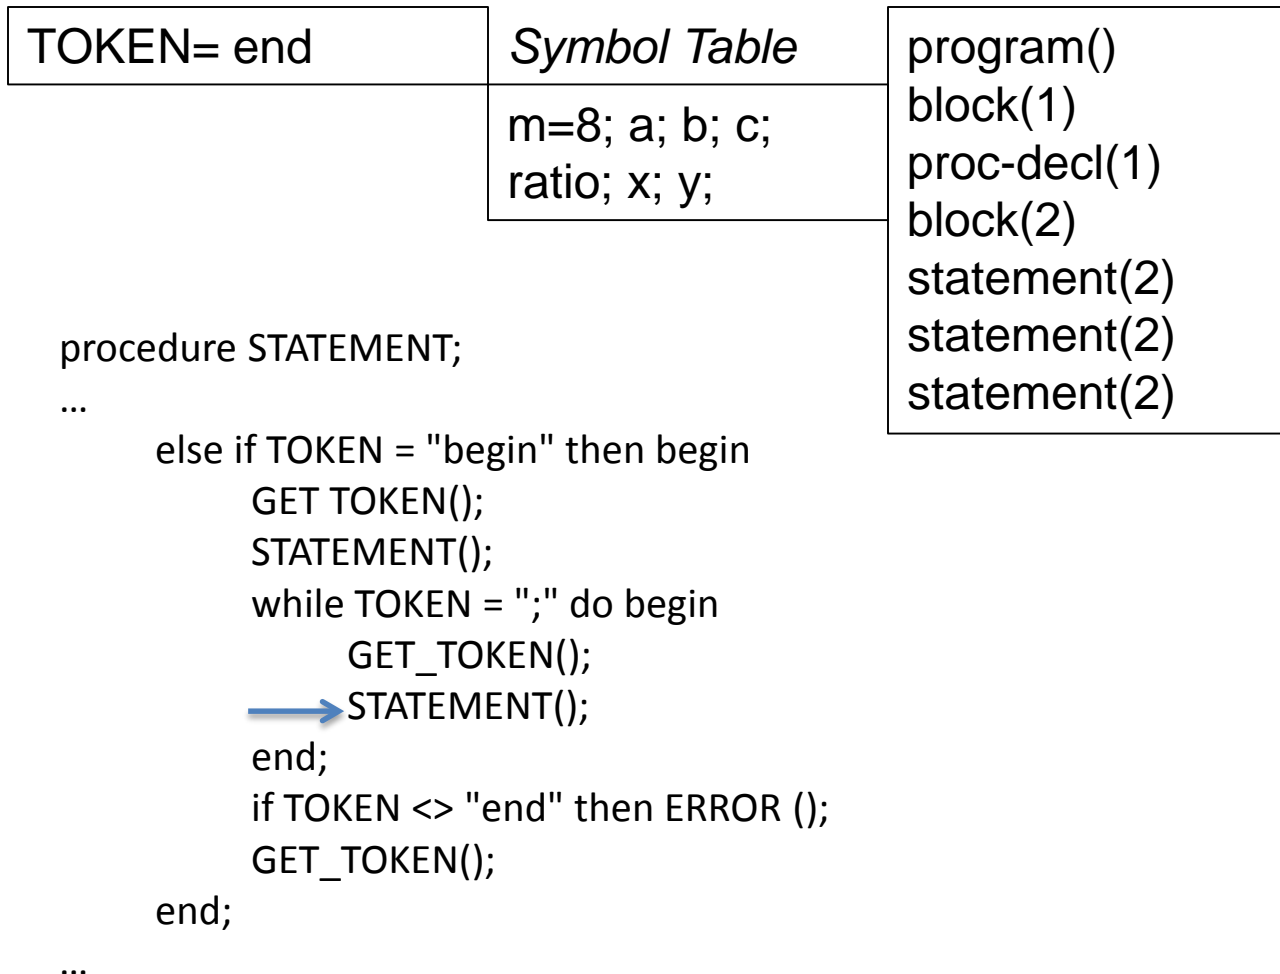 TOKEN= end
Symbol Table
m=8; a; b; c;
ratio; x; y;
program()
block(1)
proc-decl(1)
block(2)
statement(2)
statement(2)
statement(2)
procedure STATEMENT;
…
else if TOKEN = "begin" then begin
GET TOKEN();
STATEMENT();
while TOKEN = ";" do begin
GET_TOKEN();
STATEMENT();
end;
if TOKEN <> "end" then ERROR ();
GET_TOKEN();
end;
…